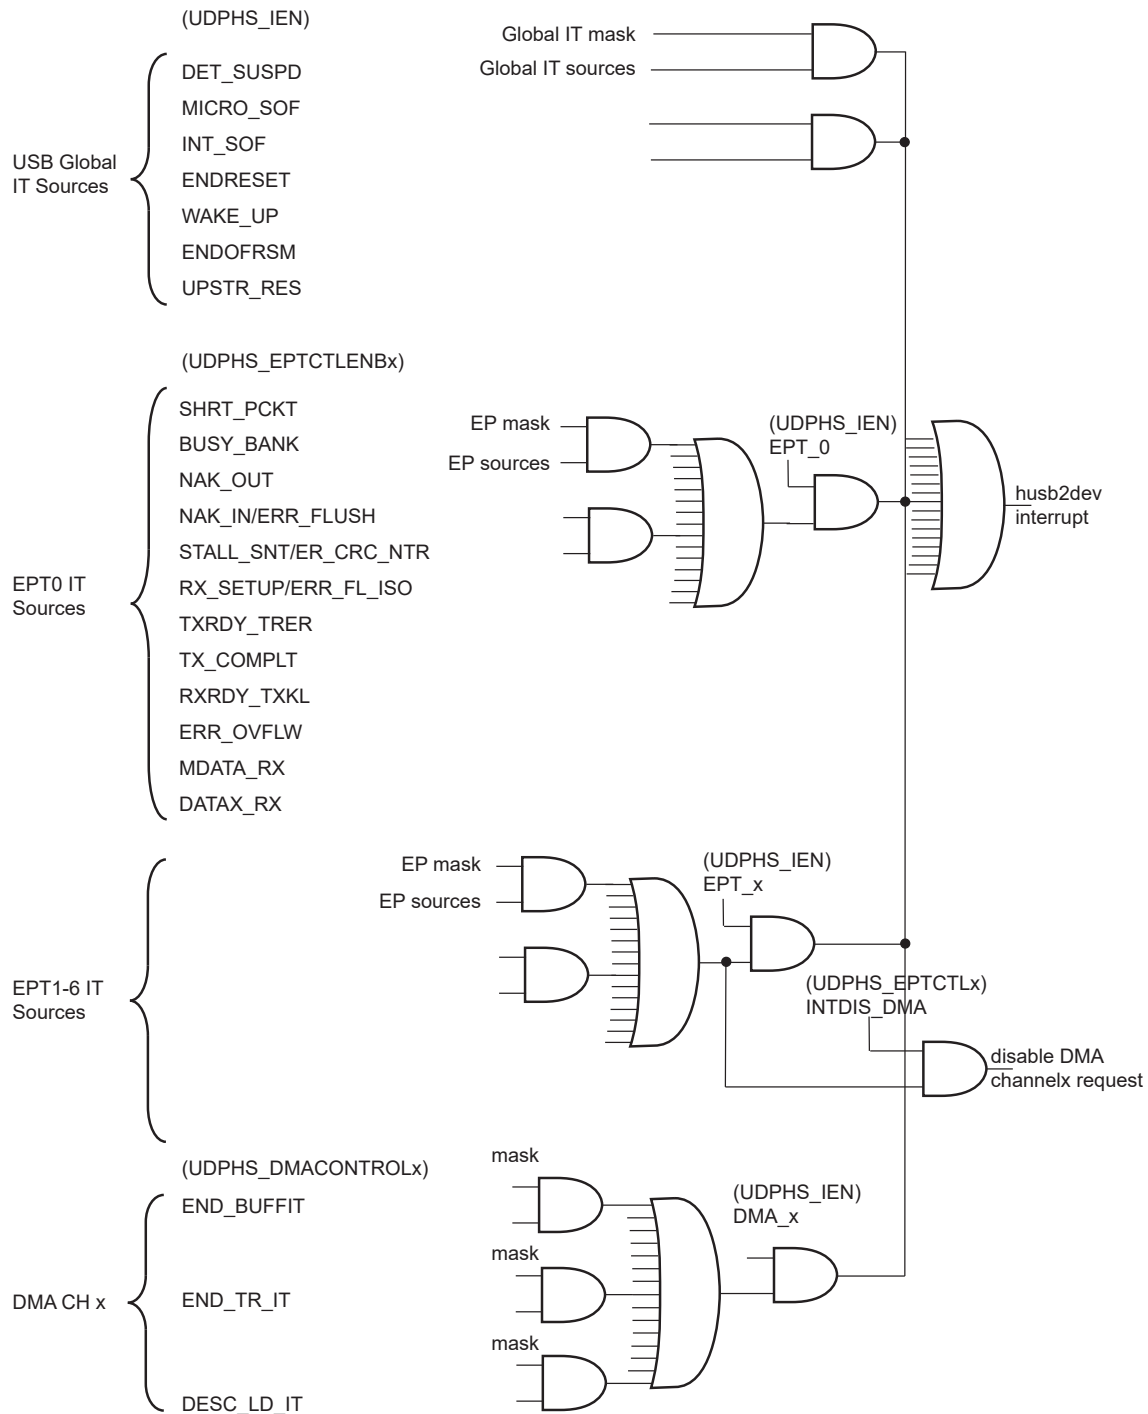 (UDPHS_IEN)
Global IT mask
Global IT sources
DET_SUSPD
MICRO_SOF
INT_SOF
ENDRESET
WAKE_UP
ENDOFRSM
UPSTR_RES
USB Global
IT Sources
(UDPHS_EPTCTLENBx)
SHRT_PCKT
BUSY_BANK
NAK_OUT
NAK_IN/ERR_FLUSH
STALL_SNT/ER_CRC_NTR
RX_SETUP/ERR_FL_ISO
TXRDY_TRER
TX_COMPLT
RXRDY_TXKL
ERR_OVFLW
MDATA_RX
DATAX_RX
EPT0 IT
Sources
EP mask
EP sources
(UDPHS_IEN)
EPT_0
husb2dev
interrupt
EP mask
EP sources
(UDPHS_IEN)
EPT_x
EPT1-6 IT
Sources
(UDPHS_EPTCTLx)
INTDIS_DMA
disable DMA
channelx request
(UDPHS_DMACONTROLx)
mask
END_BUFFIT
(UDPHS_IEN)
DMA_x
mask
DMA CH x
END_TR_IT
mask
DESC_LD_IT